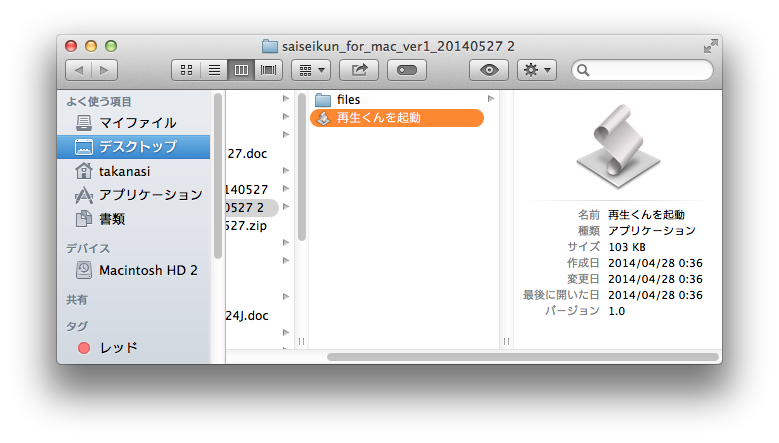 saiseikun_for_mac_ver1_20140527 2
よく使う項目
マイファイル
デスクトップ
takanasi
アプリケーション
書類
デバイス
Macintosh HD 2
共有
タグ
レッド
27.doc
0140527
0527 2
527.zip
24J.doc
files
再生くんを起動
名前 再生くんを起動
種類 アプリケーション
サイズ 103 KB
作成日 2014/04/28 0:36
変更日 2014/04/28 0:36
最後に開いた日 2014/04/28 0:36
バージョン 1.0